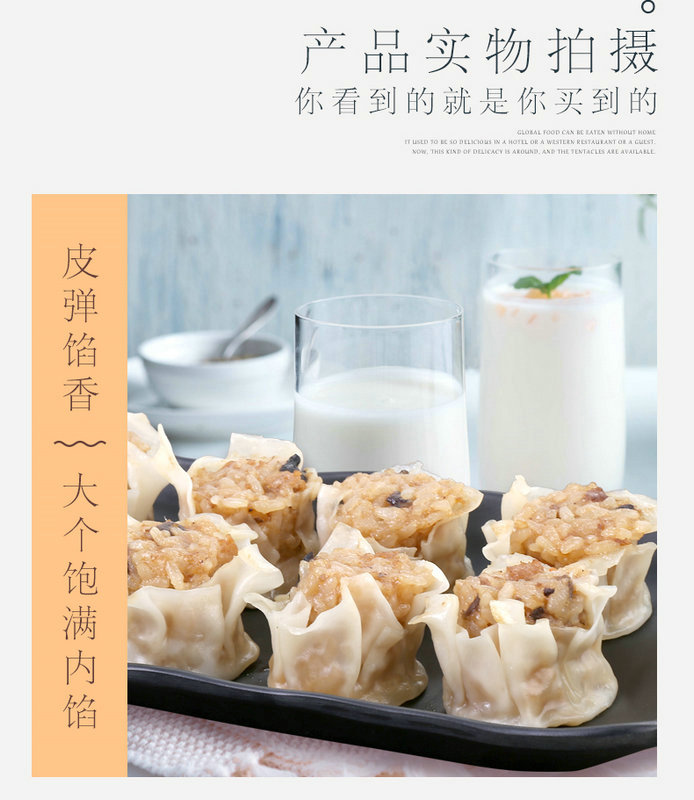 产品实物拍摄
你看到的就是你买到的
GLOBAL FOOD CAN BE EATEN WITHOUT HOME
IT USED TO BE SO DELICIOUS IN A HOTEL OR A WESTERN RESTAURANT OR A GUEST.
NOW, THIS KIND OF DELICACY IS AROUND, AND THE TENTACLES ARE AVAILABLE.
皮弹馅香
大个饱满内馅